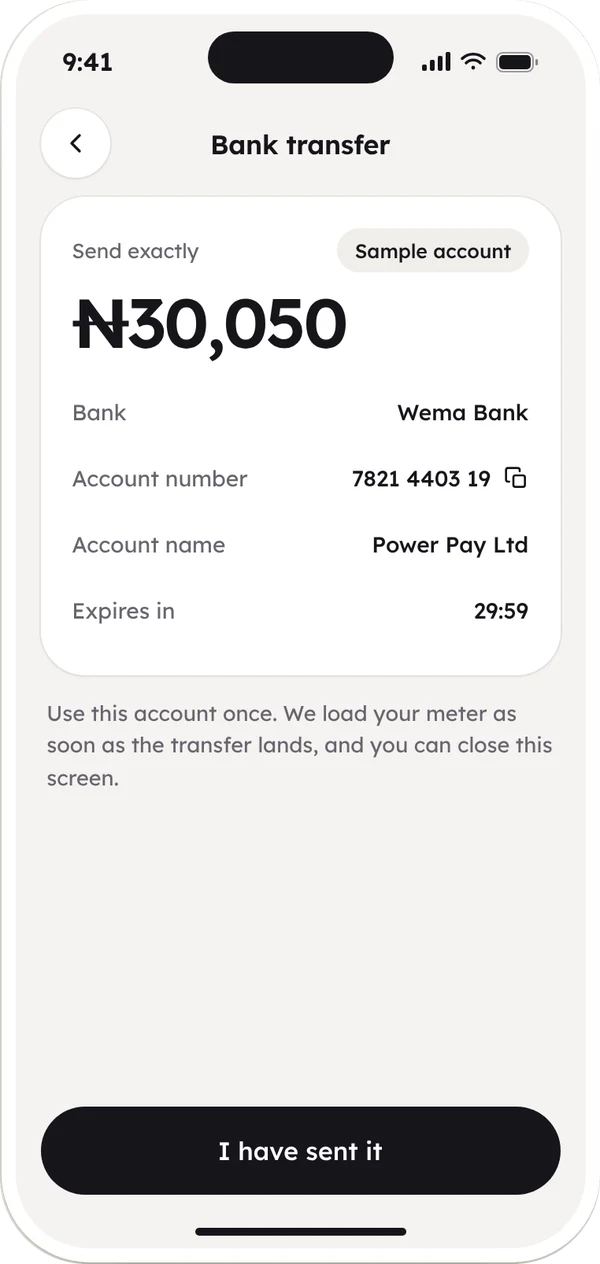 9:41
Bank transfer
Send exactly
Sample account
₦30,050
Bank
Wema Bank
Account number
7821 4403 19
Account name
Power Pay Ltd
Expires in
29:59
Use this account once. We load your meter as
soon as the transfer lands, and you can close this
screen.
I have sent it